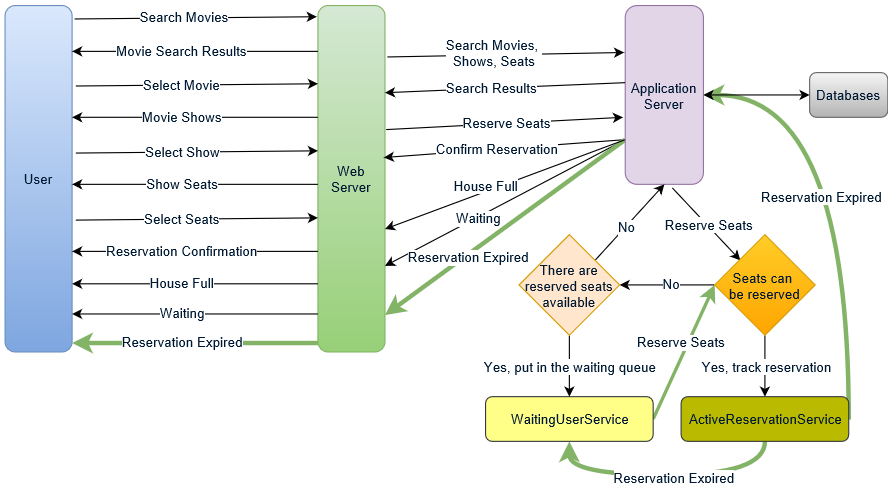 Search Movies
Movie Search Results
Select Movie
Movie Shows
Select Show
Show Seats
Select Seats
Reservation Confirmation
House Full
Waiting
Reservation Expired
User
Web
Server
Search Movies,
Shows, Seats
Search Results
Reserve Seats
Confirm Reservation
House Full
Waiting
Reservation Expired
Application
Server
Databases
Reservation Expired
No
Reserve Seats
There are
reserved seats
available
No
Seats can
be reserved
Reserve Seats
Yes, put in the waiting queue
Yes, track reservation
WaitingUserService
ActiveReservationService
Reservation Expired